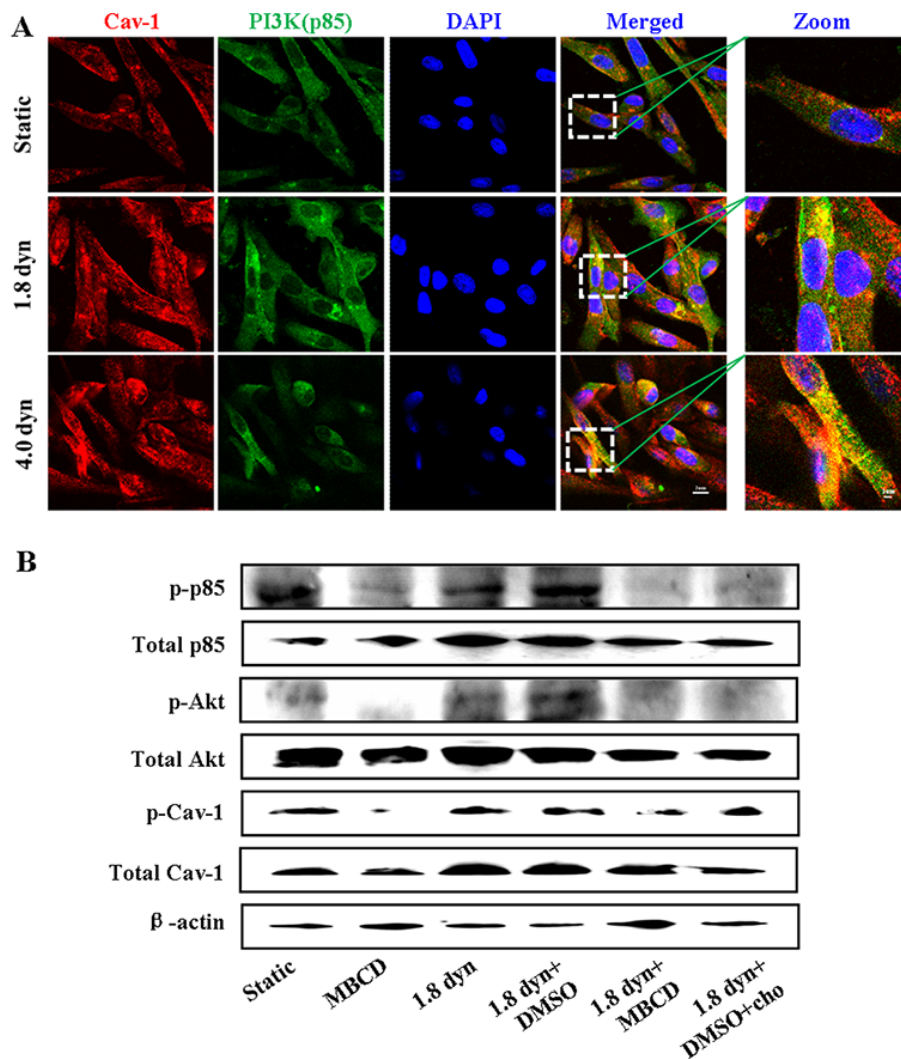 A
Cav-1 PI3K(p85) DAPI Merged Zoom
Static
1.8 dyn
4.0 dyn
B
p-p85
Total p85
p-Akt
Total Akt
p-Cav-1
Total Cav-1
β-actin
Static
MBCD
1.8 dyn
1.8 dyn+
DMSO
1.8 dyn+
MBCD
1.8 dyn+
DMSO+cho